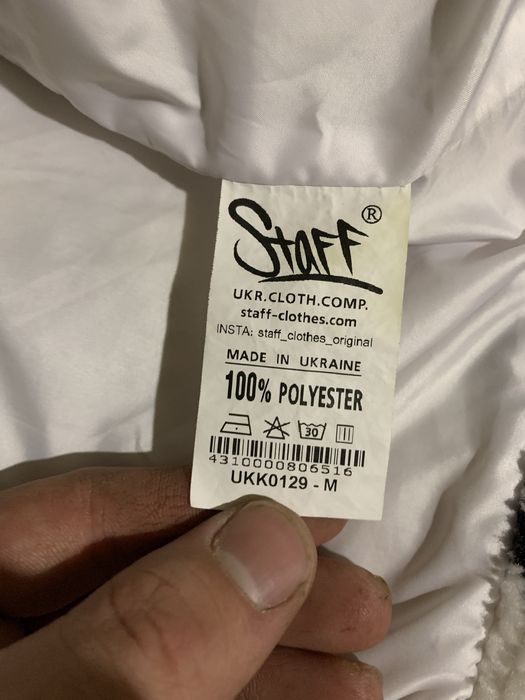 Staff®
UKR.CLOTH.COMP.
staff-clothes.com
INSTA: staff_clothes_original
MADE IN UKRAINE
100% POLYESTER
30
4310000806516
UKK0129 - M